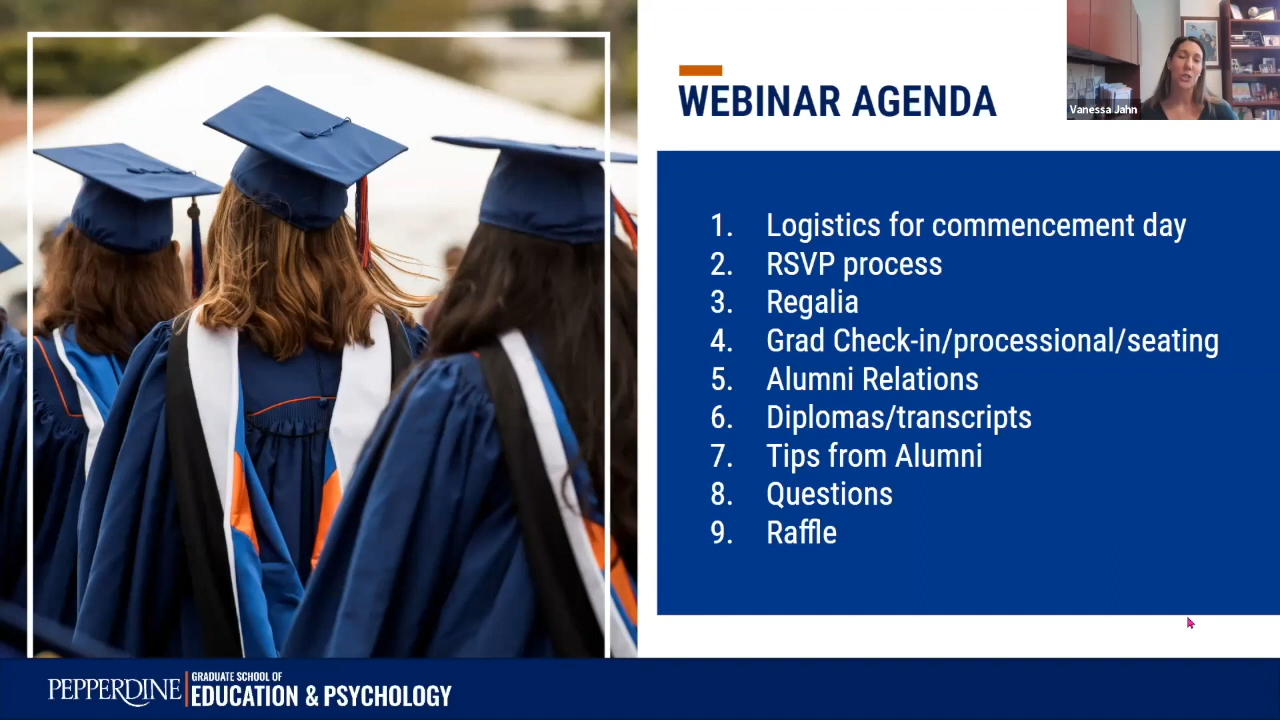 WEBINAR AGENDA
Vanessa Jahn
1. Logistics for commencement day
2. RSVP process
3. Regalia
4. Grad Check-in/processional/seating
5. Alumni Relations
6. Diplomas/transcripts
7. Tips from Alumni
8. Questions
9. Raffle
PEPPERDINE
GRADUATE SCHOOL OF
EDUCATION & PSYCHOLOGY